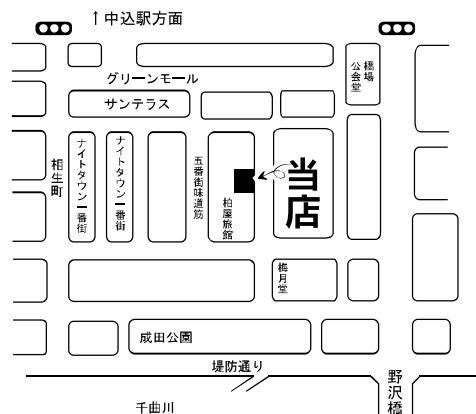 ↑中込駅方面
橋場
公会堂
グリーンモール
サンテラス
相生町
ナイトタウン一番街
ナイトタウン一番街
五番街味道筋
柏屋旅館
当店
梅月堂
成田公園
堤防通り
野沢橋
千曲川